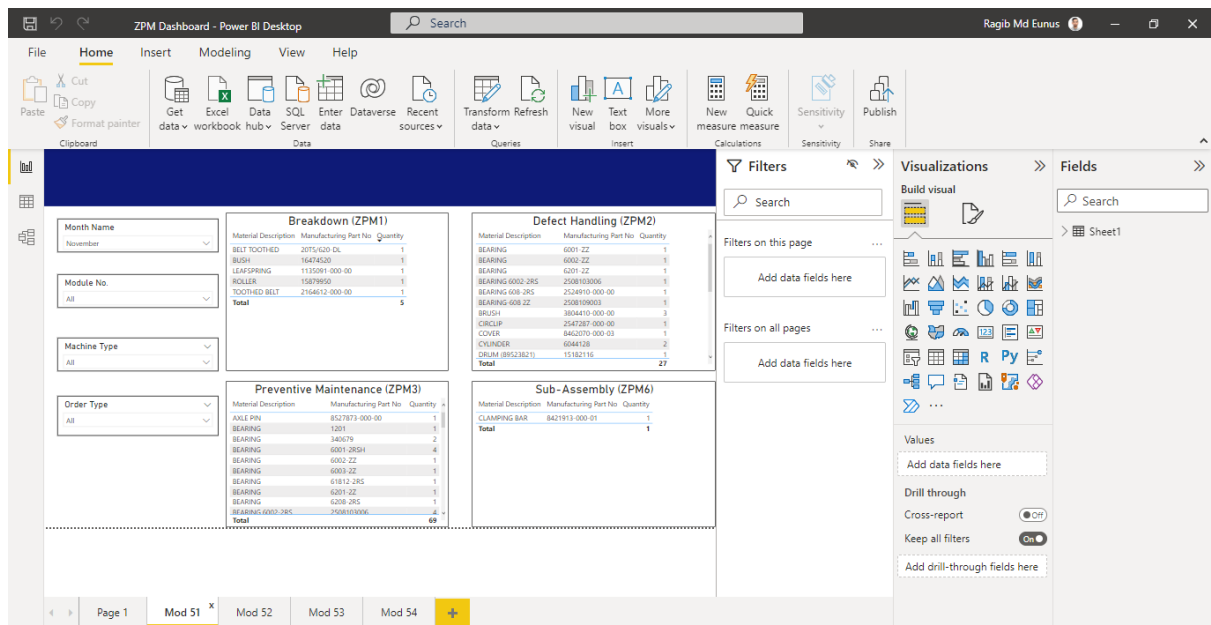 ZPM Dashboard - Power BI Desktop
Search
Ragib Md Eunus
File Home Insert Modeling View Help
Paste
Cut
Copy
Format painter
Clipboard
Get data
Excel workbook
Data hub
SQL Server
Enter data
Dataverse
Recent sources
Data
Transform data
Refresh
Queries
New visual
Text box
More visuals
Insert
New measure
Quick measure
Calculations
Sensitivity
Sensitivity
Publish
Share
Month Name
November
Module No.
All
Machine Type
All
Order Type
All
Breakdown (ZPM1)
Material Description Manufacturing Part No Quantity
BELT TOOTHED 20T5/620-DL 1
BUSH 16474520 1
LEAFSPRING 1135091-000-00 1
ROLLER 15879950 1
TOOTHED BELT 2164612-000-00 1
Total 5
Defect Handling (ZPM2)
Material Description Manufacturing Part No Quantity
BEARING 6001-ZZ 1
BEARING 6002-ZZ 1
BEARING 6201-ZZ 1
BEARING 6002-2RS 2508103006 1
BEARING 608-2RS 2524910-000-00 1
BEARING-608 ZZ 2508109003 1
BRUSH 3804410-000-00 3
CIRCLIP 2547287-000-00 1
COVER 8462070-000-03 1
CYLINDER 6044128 2
DRUM (89523821) 15182116 1
Total 27
Preventive Maintenance (ZPM3)
Material Description Manufacturing Part No Quantity
AXLE PIN 8527873-000-00 1
BEARING 1201 1
BEARING 340679 2
BEARING 6001-2RSH 4
BEARING 6002-ZZ 1
BEARING 6003-ZZ 1
BEARING 61812-2RS 1
BEARING 6201-ZZ 1
BEARING 6208-2RS 1
BEARING 6002-2RS 2508103006 4
Total 69
Sub-Assembly (ZPM6)
Material Description Manufacturing Part No Quantity
CLAMPING BAR 8421913-000-01 1
Total 1
Filters
Search
Filters on this page
Add data fields here
Filters on all pages
Add data fields here
Visualizations
Build visual
123
R
Py
Values
Add data fields here
Drill through
Cross-report Off
Keep all filters On
Add drill-through fields here
Fields
Search
Sheet1
Page 1 Mod 51 x Mod 52 Mod 53 Mod 54 +